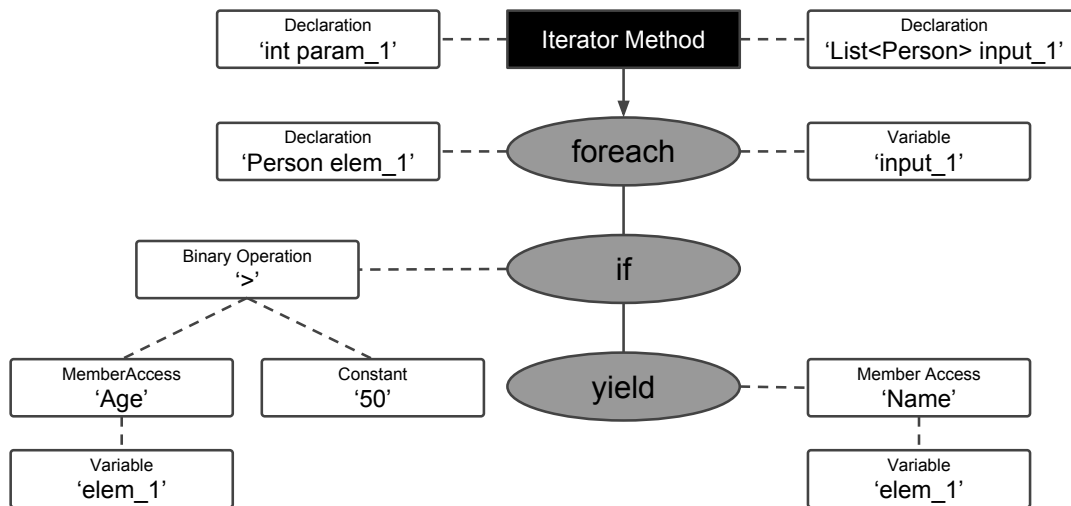 Declaration
‘int param_1’
Iterator Method
Declaration
‘List<Person> input_1’
Declaration
‘Person elem_1’
foreach
Variable
‘input_1’
Binary Operation
‘>’
if
MemberAccess
‘Age’
Constant
‘50’
yield
Member Access
‘Name’
Variable
‘elem_1’
Variable
‘elem_1’